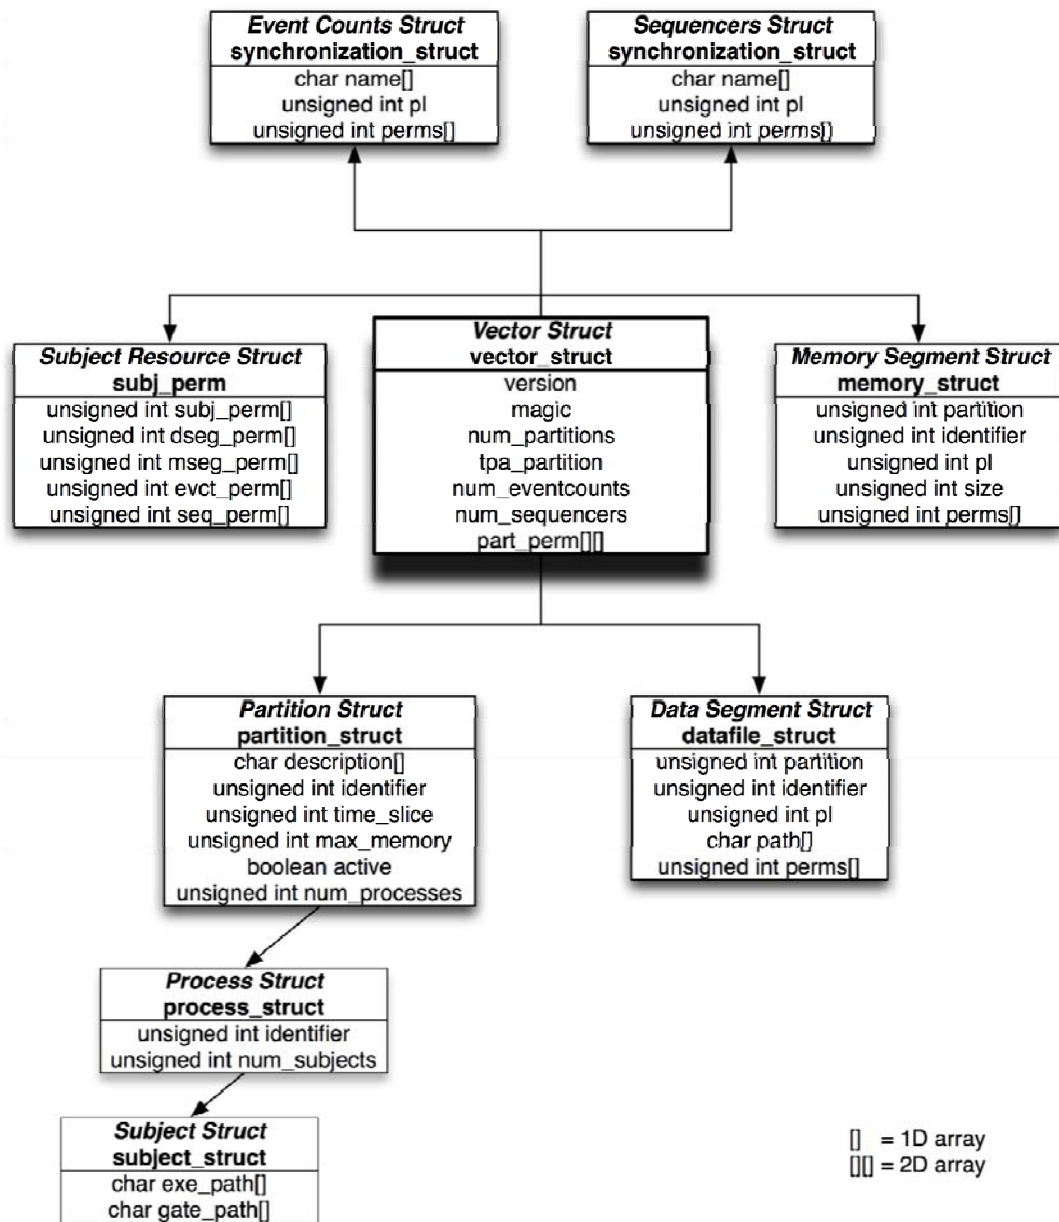 Event Counts Struct
synchronization_struct
char name[]
unsigned int pl
unsigned int perms[]
Sequencers Struct
synchronization_struct
char name[]
unsigned int pl
unsigned int perms[]
Subject Resource Struct
subj_perm
unsigned int subj_perm[]
unsigned int dseg_perm[]
unsigned int mseg_perm[]
unsigned int evct_perm[]
unsigned int seq_perm[]
Vector Struct
vector_struct
version
magic
num_partitions
tpa_partition
num_eventcounts
num_sequencers
part_perm[][]
Memory Segment Struct
memory_struct
unsigned int partition
unsigned int identifier
unsigned int pl
unsigned int size
unsigned int perms[]
Partition Struct
partition_struct
char description[]
unsigned int identifier
unsigned int time_slice
unsigned int max_memory
boolean active
unsigned int num_processes
Data Segment Struct
datafile_struct
unsigned int partition
unsigned int identifier
unsigned int pl
char path[]
unsigned int perms[]
Process Struct
process_struct
unsigned int identifier
unsigned int num_subjects
Subject Struct
subject_struct
char exe_path[]
char gate_path[]
[] = 1D array
[][] = 2D array